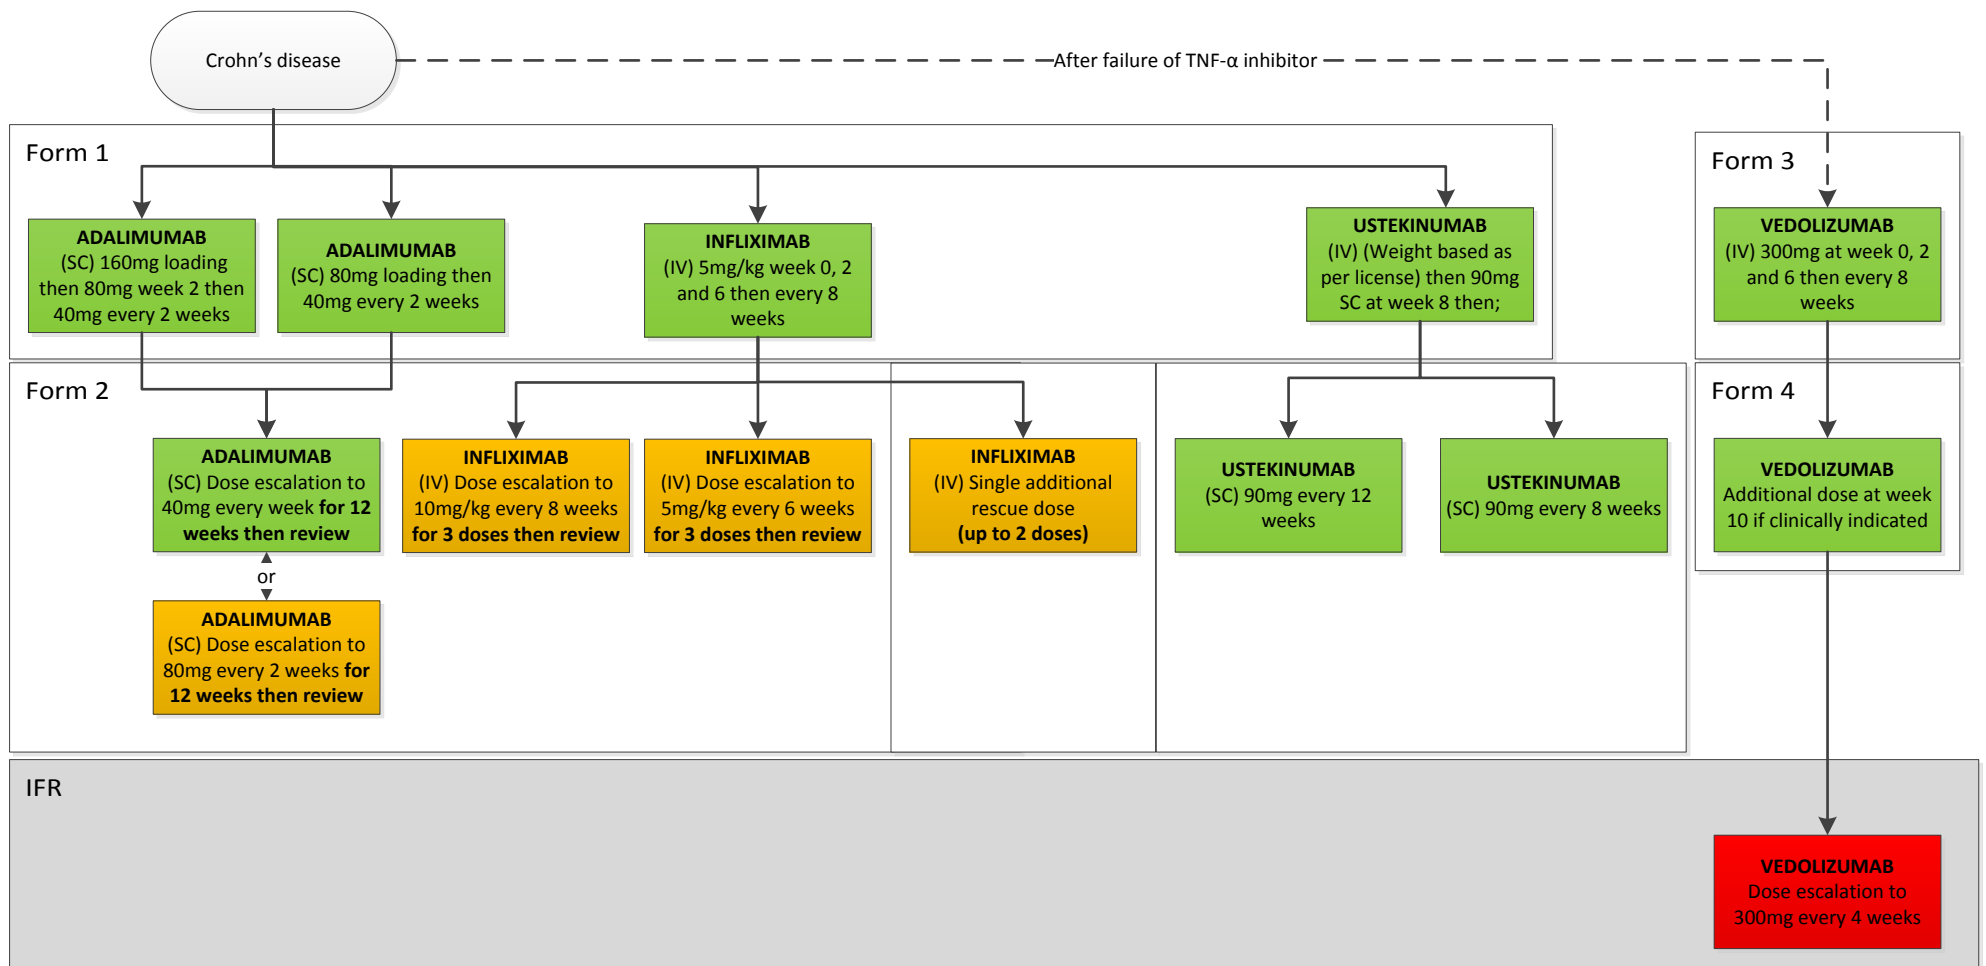 Crohn's disease
After failure of TNF-α inhibitor
Form 1
Form 3
ADALIMUMAB
(SC) 160mg loading
then 80mg week 2 then
40mg every 2 weeks
ADALIMUMAB
(SC) 80mg loading then
40mg every 2 weeks
INFLIXIMAB
(IV) 5mg/kg week 0, 2
and 6 then every 8
weeks
USTEKINUMAB
(IV) (Weight based as
per license) then 90mg
SC at week 8 then;
VEDOLIZUMAB
(IV) 300mg at week 0, 2
and 6 then every 8
weeks
Form 2
Form 4
ADALIMUMAB
(SC) Dose escalation to
40mg every week for 12
weeks then review
INFLIXIMAB
(IV) Dose escalation to
10mg/kg every 8 weeks
for 3 doses then review
INFLIXIMAB
(IV) Dose escalation to
5mg/kg every 6 weeks
for 3 doses then review
INFLIXIMAB
(IV) Single additional
rescue dose
(up to 2 doses)
USTEKINUMAB
(SC) 90mg every 12
weeks
USTEKINUMAB
(SC) 90mg every 8 weeks
VEDOLIZUMAB
Additional dose at week
10 if clinically indicated
or
ADALIMUMAB
(SC) Dose escalation to
80mg every 2 weeks for
12 weeks then review
IFR
VEDOLIZUMAB
Dose escalation to
300mg every 4 weeks